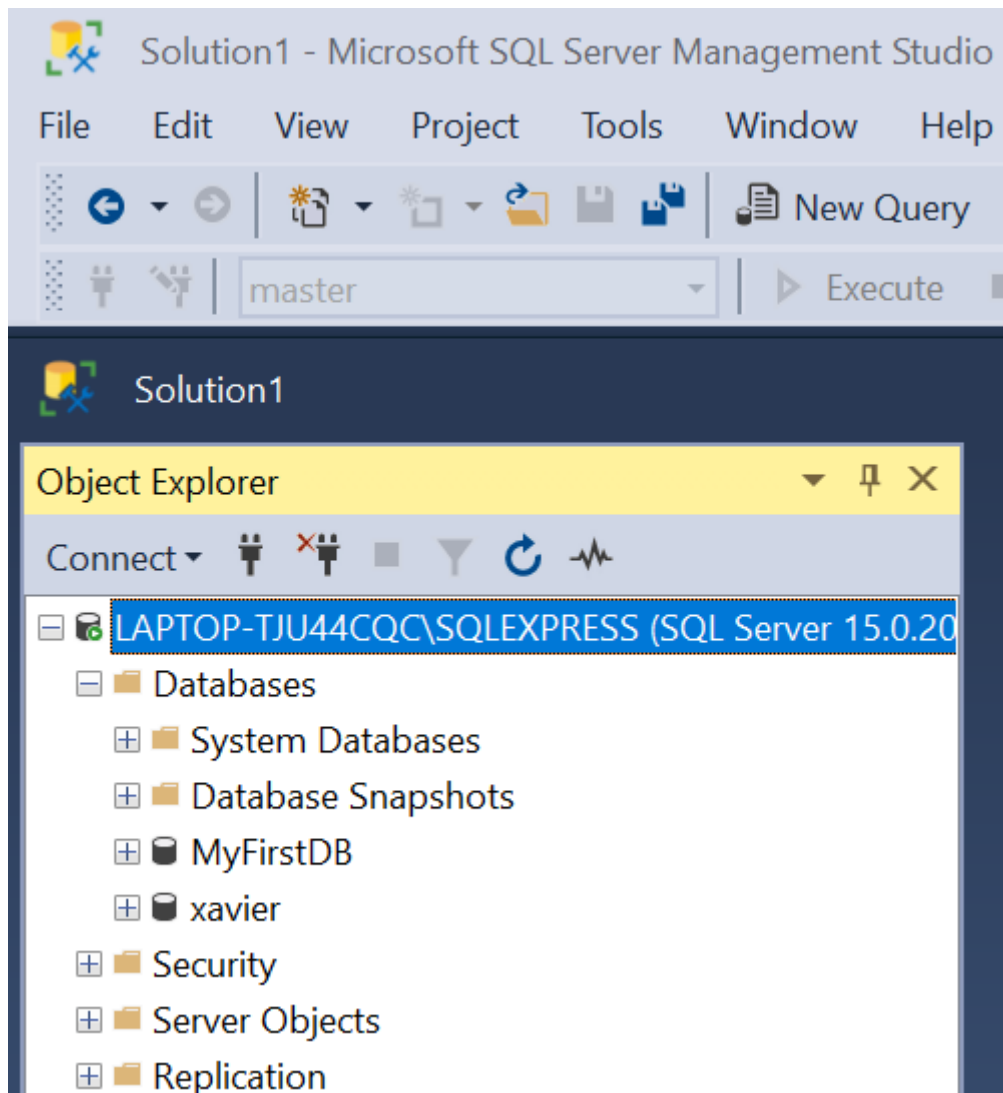 Solution1 - Microsoft SQL Server Management Studio
File Edit View Project Tools Window Help
New Query
master Execute
Solution1
Object Explorer
Connect
LAPTOP-TJU44CQC\SQLEXPRESS (SQL Server 15.0.20
Databases
System Databases
Database Snapshots
MyFirstDB
xavier
Security
Server Objects
Replication